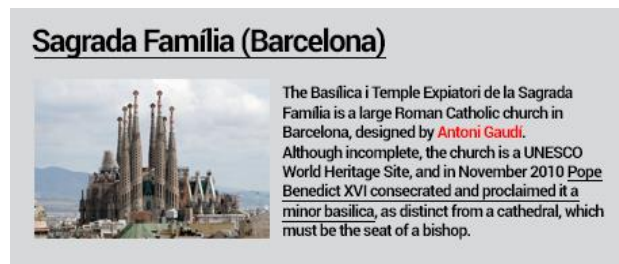 Sagrada Família (Barcelona)
The Basílica i Temple Expiatori de la Sagrada
Família is a large Roman Catholic church in
Barcelona, designed by Antoni Gaudí.
Although incomplete, the church is a UNESCO
World Heritage Site, and in November 2010 Pope
Benedict XVI consecrated and proclaimed it a
minor basilica, as distinct from a cathedral, which
must be the seat of a bishop.